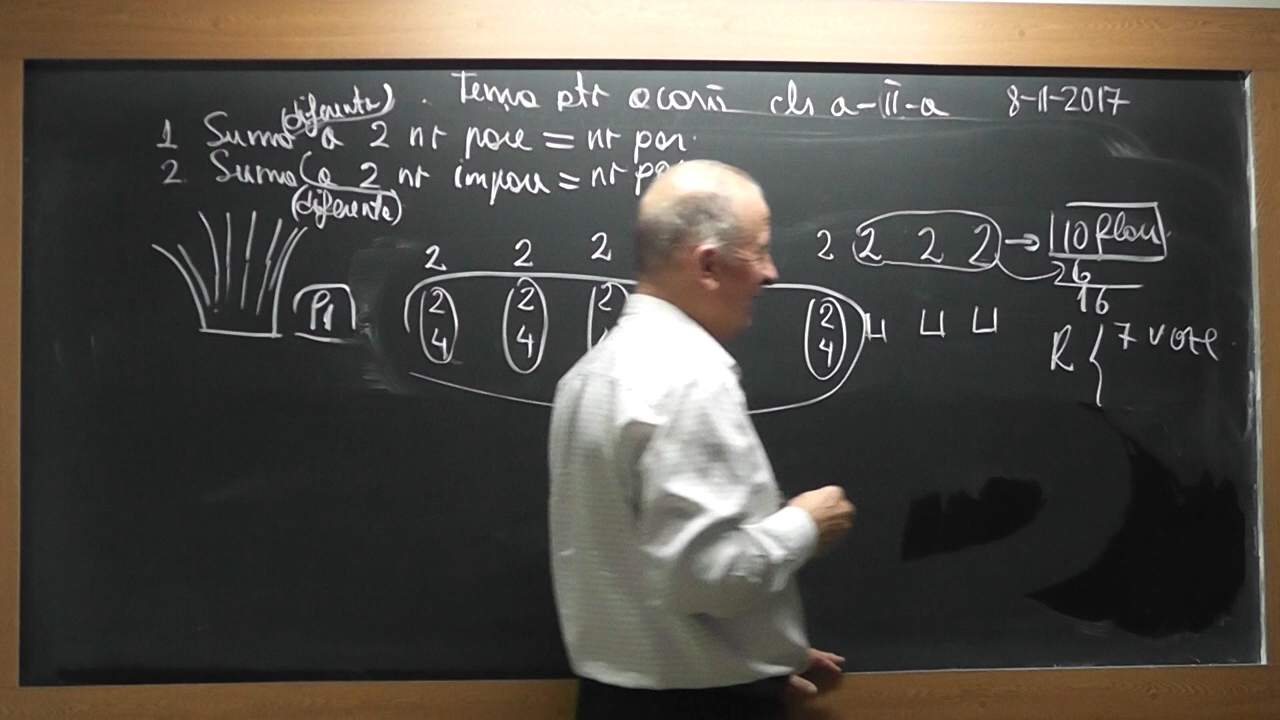 (diferenta) . Tema ptr acasă cls a-II-a 8-11-2017
1 Suma a 2 nr pare = nr par.
2. Suma (a 2 nr impare = nr
(diferenta)
2 2 2 2 2 2 2 → 10 flori
P1 2 2 2 2 26
4 4 4 16
R { 7 vaze